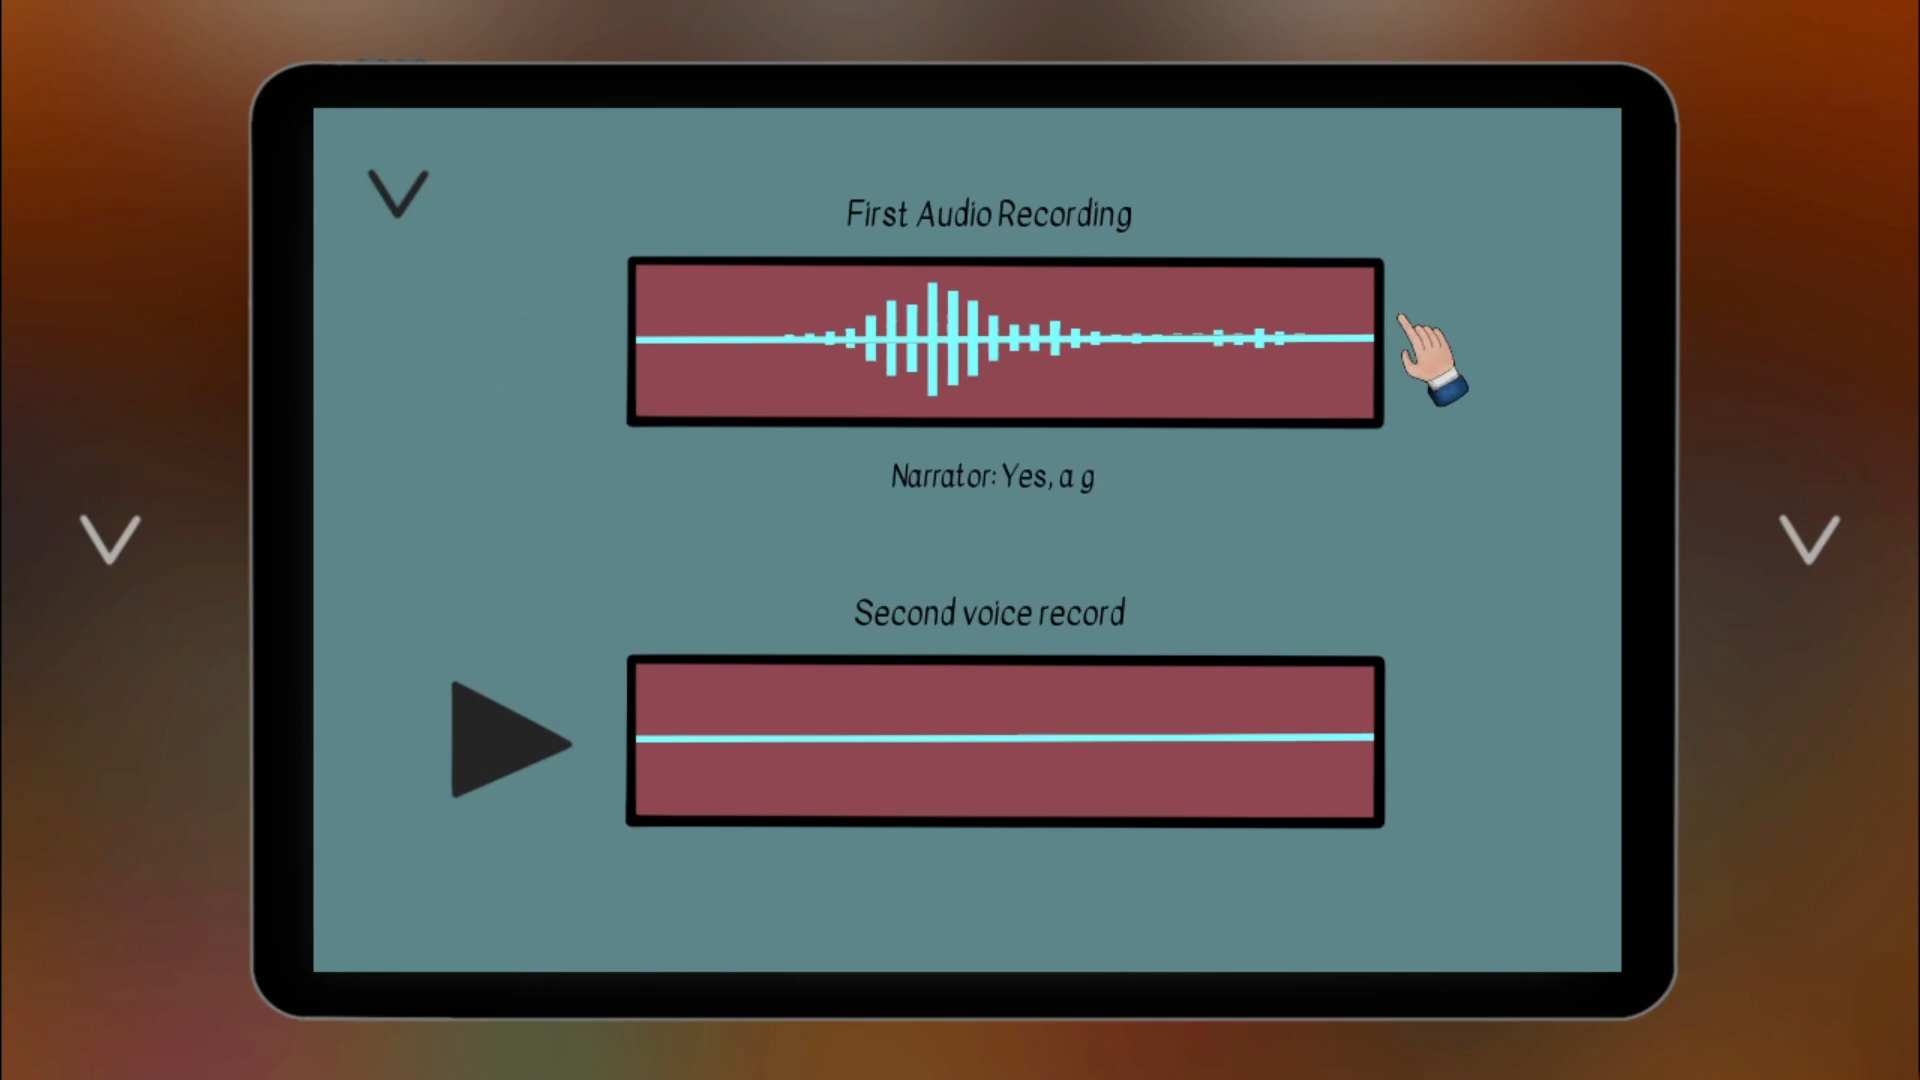 First Audio Recording
Narrator: Yes, a g
Second voice record